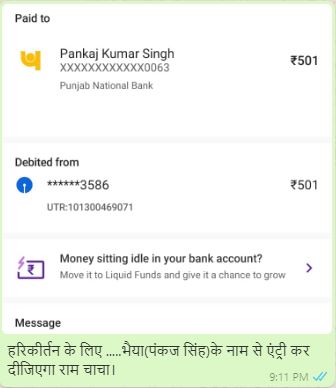 Paid to
Pankaj Kumar Singh
₹501
XXXXXXXXXXXX0063
Punjab National Bank
Debited from
******3586
₹501
UTR:101300469071
Money sitting idle in your bank account?
Move it to Liquid Funds and give it a chance to grow
Message
हरिकीर्तन के लिए .....भैया(पंकज सिंह)के नाम से एंट्री कर
दीजिएगा राम चाचा।
9:11 PM